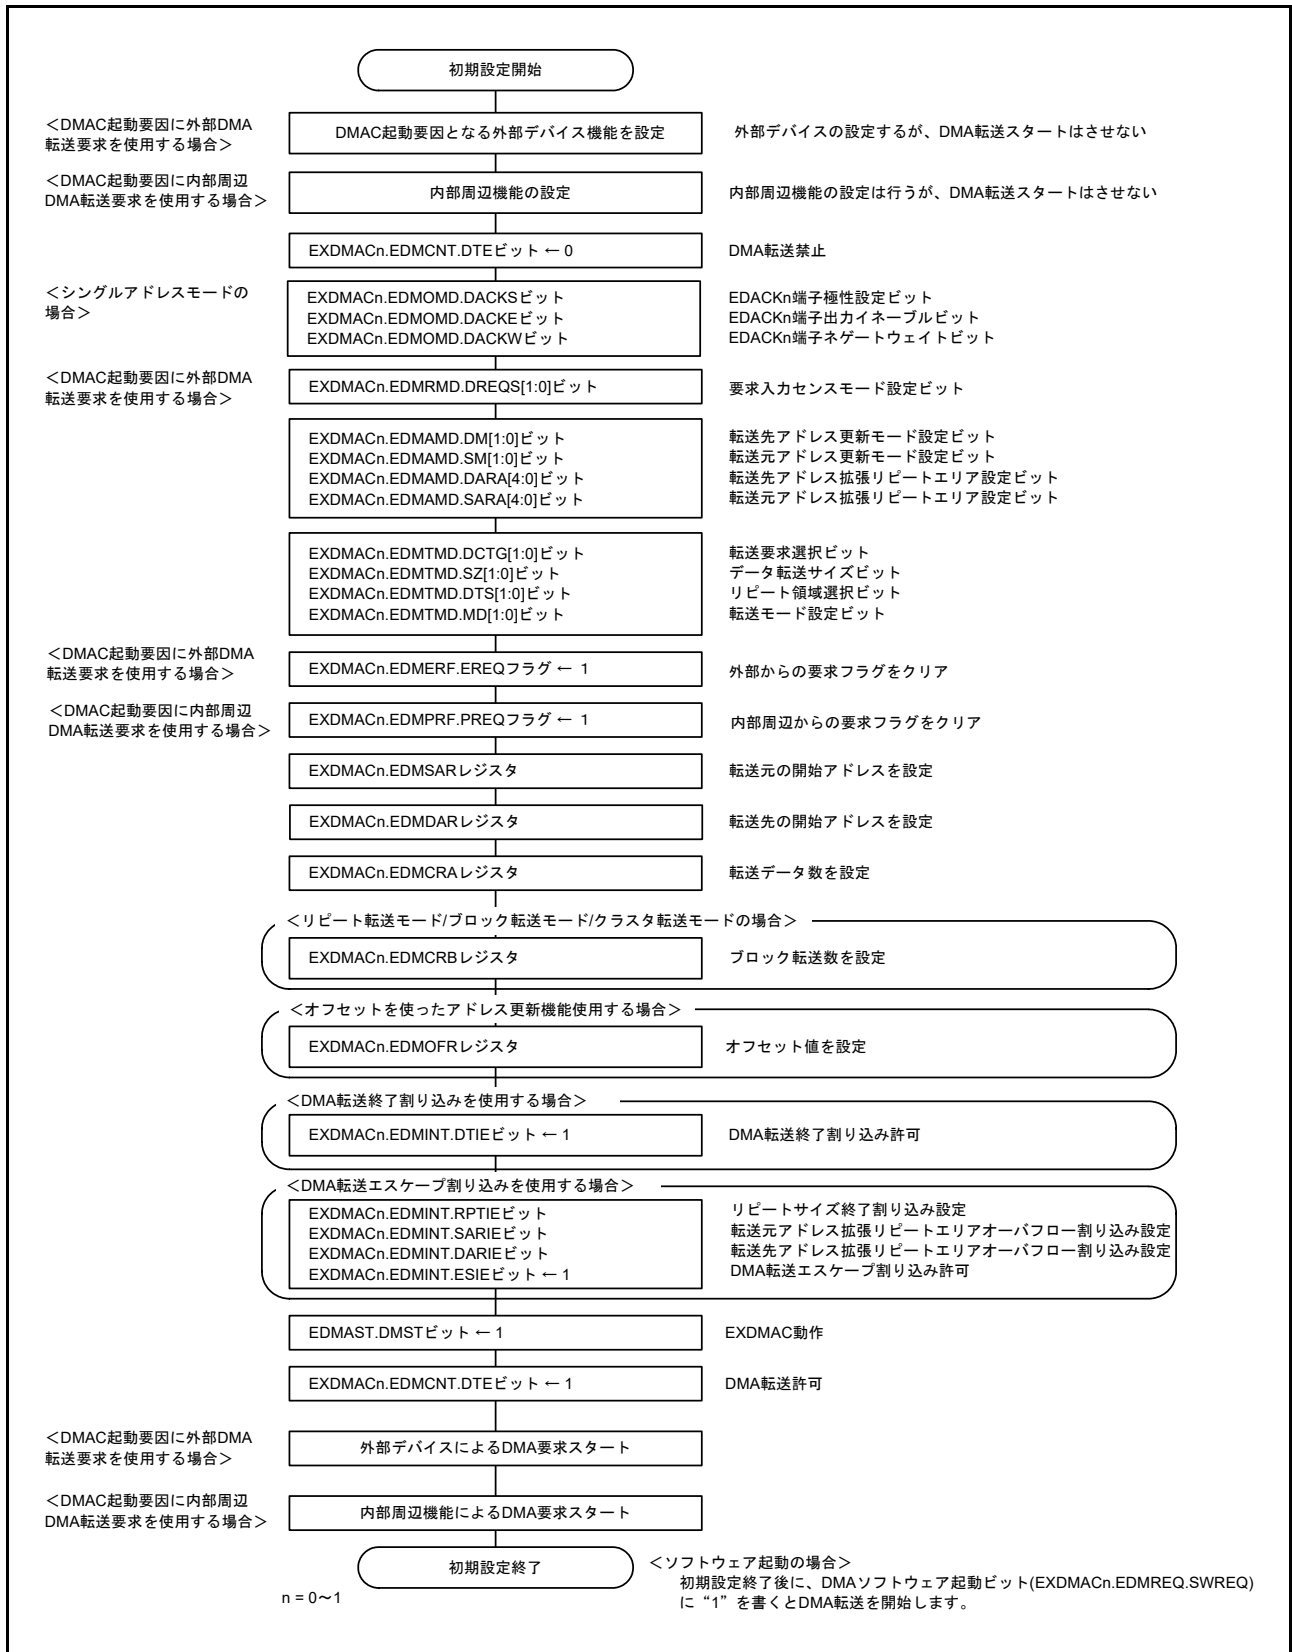 初期設定開始
<DMAC起動要因に外部DMA
転送要求を使用する場合>
DMAC起動要因となる外部デバイス機能を設定
外部デバイスの設定するが、DMA転送スタートはさせない
<DMAC起動要因に内部周辺
DMA転送要求を使用する場合>
内部周辺機能の設定
内部周辺機能の設定は行うが、DMA転送スタートはさせない
EXDMACn.EDMCNT.DTEビット ← 0
DMA転送禁止
<シングルアドレスモードの
場合>
EXDMACn.EDMOMD.DACKSビット
EDACKn端子極性設定ビット
EXDMACn.EDMOMD.DACKEビット
EDACKn端子出力イネーブルビット
EXDMACn.EDMOMD.DACKWビット
EDACKn端子ネゲートウェイトビット
<DMAC起動要因に外部DMA
転送要求を使用する場合>
EXDMACn.EDMRMD.DREQS[1:0]ビット
要求入力センスモード設定ビット
EXDMACn.EDMAMD.DM[1:0]ビット
転送先アドレス更新モード設定ビット
EXDMACn.EDMAMD.SM[1:0]ビット
転送元アドレス更新モード設定ビット
EXDMACn.EDMAMD.DARA[4:0]ビット
転送先アドレス拡張リピートエリア設定ビット
EXDMACn.EDMAMD.SARA[4:0]ビット
転送元アドレス拡張リピートエリア設定ビット
EXDMACn.EDMTMD.DCTG[1:0]ビット
転送要求選択ビット
EXDMACn.EDMTMD.SZ[1:0]ビット
データ転送サイズビット
EXDMACn.EDMTMD.DTS[1:0]ビット
リピート領域選択ビット
EXDMACn.EDMTMD.MD[1:0]ビット
転送モード設定ビット
<DMAC起動要因に外部DMA
転送要求を使用する場合>
EXDMACn.EDMERF.EREQフラグ ← 1
外部からの要求フラグをクリア
<DMAC起動要因に内部周辺
DMA転送要求を使用する場合>
EXDMACn.EDMPRF.PREQフラグ ← 1
内部周辺からの要求フラグをクリア
EXDMACn.EDMSARレジスタ
転送元の開始アドレスを設定
EXDMACn.EDMDARレジスタ
転送先の開始アドレスを設定
EXDMACn.EDMCRAレジスタ
転送データ数を設定
<リピート転送モード/ブロック転送モード/クラスタ転送モードの場合>
EXDMACn.EDMCRBレジスタ
ブロック転送数を設定
<オフセットを使ったアドレス更新機能使用する場合>
EXDMACn.EDMOFRレジスタ
オフセット値を設定
<DMA転送終了割り込みを使用する場合>
EXDMACn.EDMINT.DTIEビット ← 1
DMA転送終了割り込み許可
<DMA転送エスケープ割り込みを使用する場合>
EXDMACn.EDMINT.RPTIEビット
リピートサイズ終了割り込み設定
EXDMACn.EDMINT.SARIEビット
転送元アドレス拡張リピートエリアオーバフロー割り込み設定
EXDMACn.EDMINT.DARIEビット
転送先アドレス拡張リピートエリアオーバフロー割り込み設定
EXDMACn.EDMINT.ESIEビット ← 1
DMA転送エスケープ割り込み許可
EDMAST.DMSTビット ← 1
EXDMAC動作
EXDMACn.EDMCNT.DTEビット ← 1
DMA転送許可
<DMAC起動要因に外部DMA
転送要求を使用する場合>
外部デバイスによるDMA要求スタート
<DMAC起動要因に内部周辺
DMA転送要求を使用する場合>
内部周辺機能によるDMA要求スタート
初期設定終了
<ソフトウェア起動の場合>
初期設定終了後に、DMAソフトウェア起動ビット(EXDMACn.EDMREQ.SWREQ)
に“1”を書くとDMA転送を開始します。
n = 0~1